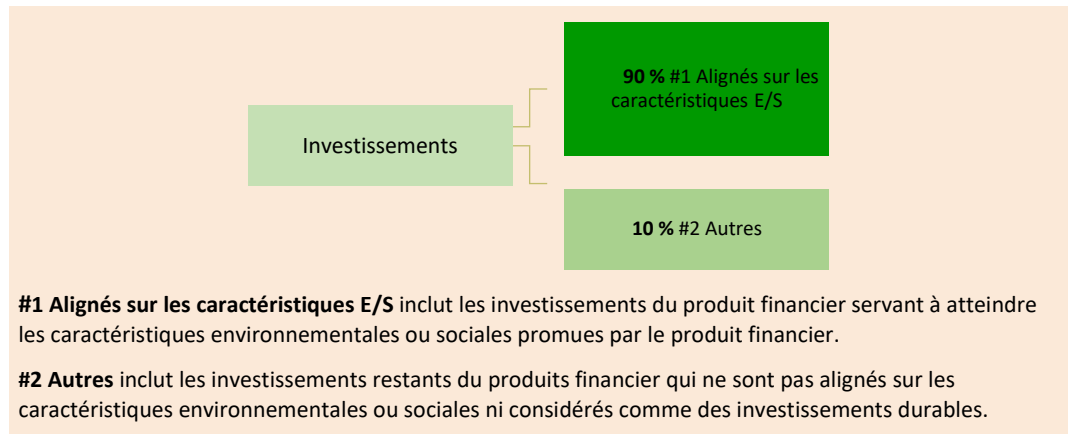 90 % #1 Alignés sur les
caractéristiques E/S
Investissements
10 % #2 Autres
#1 Alignés sur les caractéristiques E/S inclut les investissements du produit financier servant à atteindre
les caractéristiques environnementales ou sociales promues par le produit financier.
#2 Autres inclut les investissements restants du produits financier qui ne sont pas alignés sur les
caractéristiques environnementales ou sociales ni considérés comme des investissements durables.